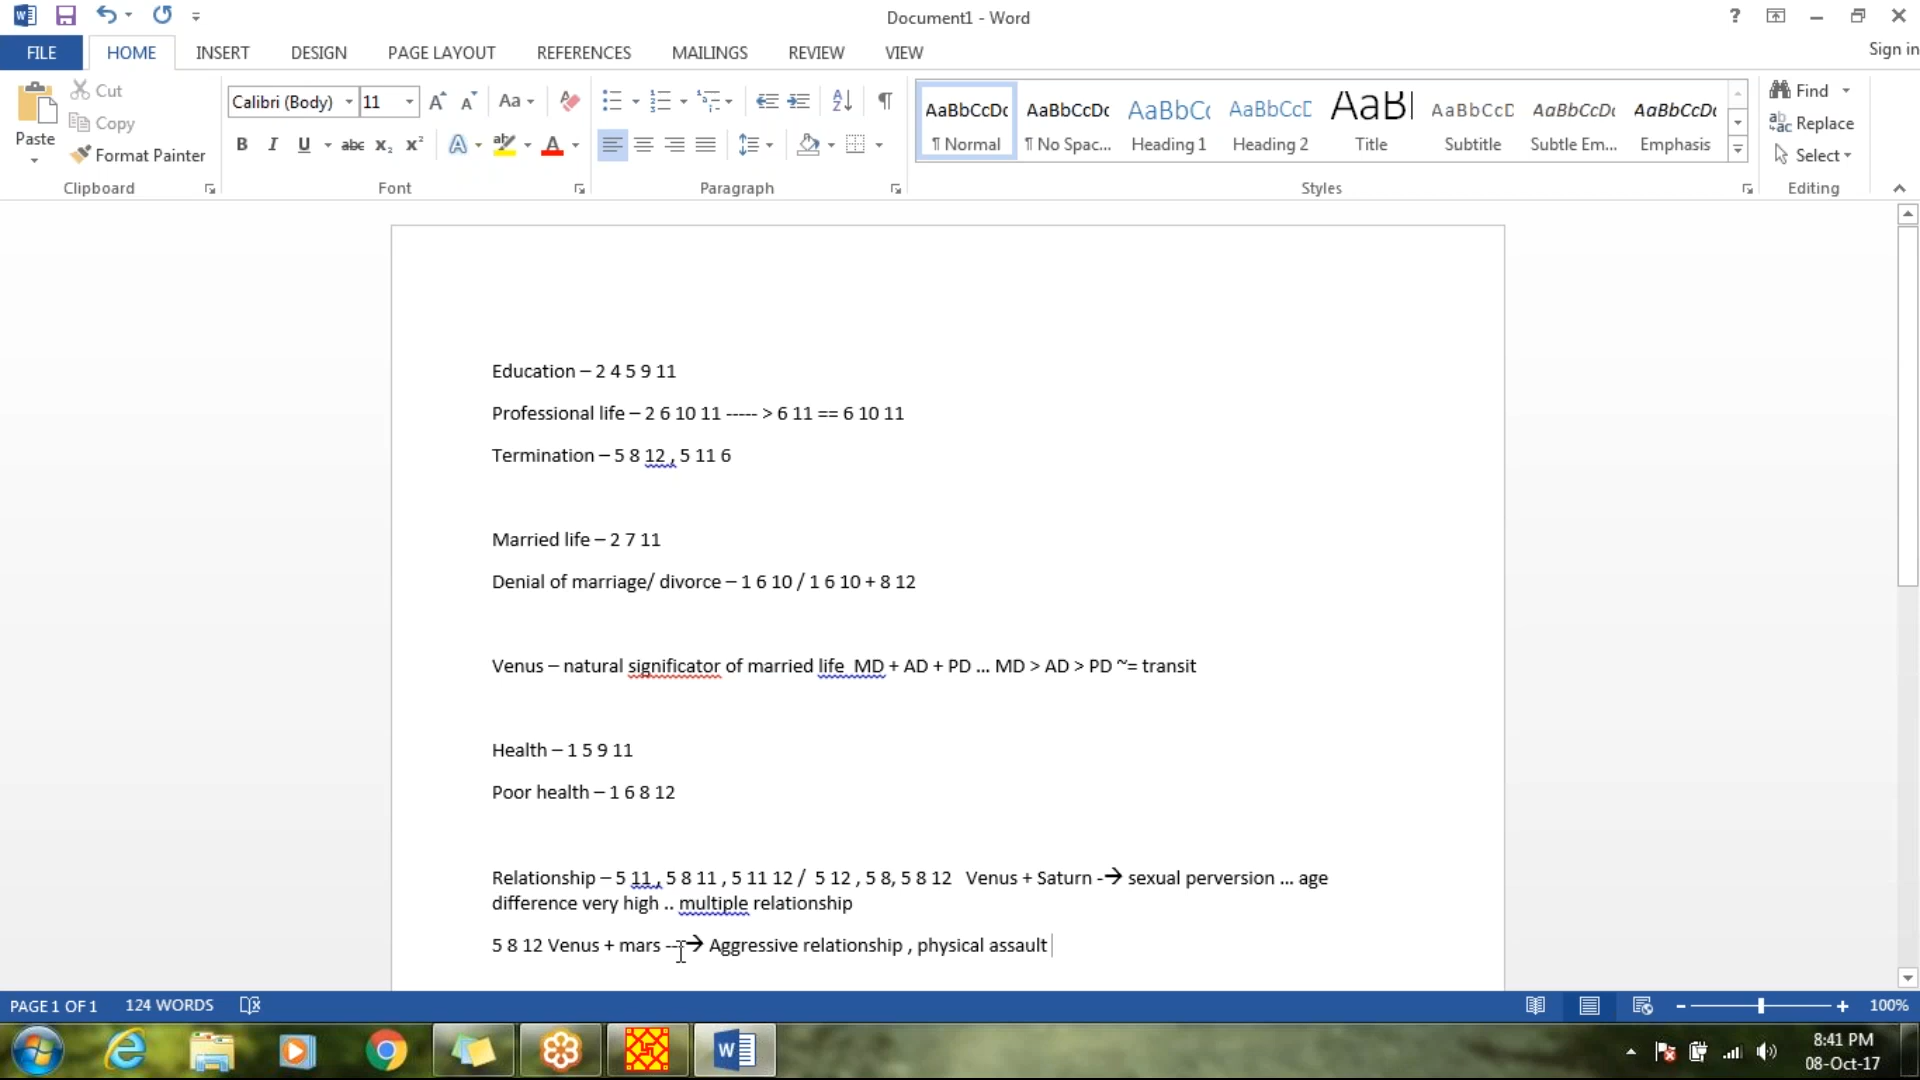 Document1 - Word
?
FILE
HOME
INSERT
DESIGN
PAGE LAYOUT
REFERENCES
MAILINGS
REVIEW
VIEW
Sign in
Paste
Cut
Copy
Format Painter
Clipboard
Calibri (Body)
11
Aa
B I U abc x₂ x²
A
Font
Paragraph
AaBbCcDc
¶ Normal
AaBbCcDc
¶ No Spac...
AaBbCc
Heading 1
AaBbCcD
Heading 2
AaBl
Title
AaBbCcD
Subtitle
AaBbCcDc
Subtle Em...
AaBbCcDc
Emphasis
Styles
Find
Replace
Select
Editing
Education – 2 4 5 9 11
Professional life – 2 6 10 11 ----- > 6 11 == 6 10 11
Termination – 5 8 12 , 5 11 6
Married life – 2 7 11
Denial of marriage/ divorce – 1 6 10 / 1 6 10 + 8 12
Venus – natural significator of married life  MD + AD + PD ... MD > AD > PD ~= transit
Health – 1 5 9 11
Poor health – 1 6 8 12
Relationship – 5 11 , 5 8 11 , 5 11 12 /  5 12 , 5 8, 5 8 12   Venus + Saturn -→ sexual perversion ... age
difference very high .. multiple relationship
5 8 12 Venus + mars ---→ Aggressive relationship , physical assault
PAGE 1 OF 1
124 WORDS
100%
8:41 PM
08-Oct-17